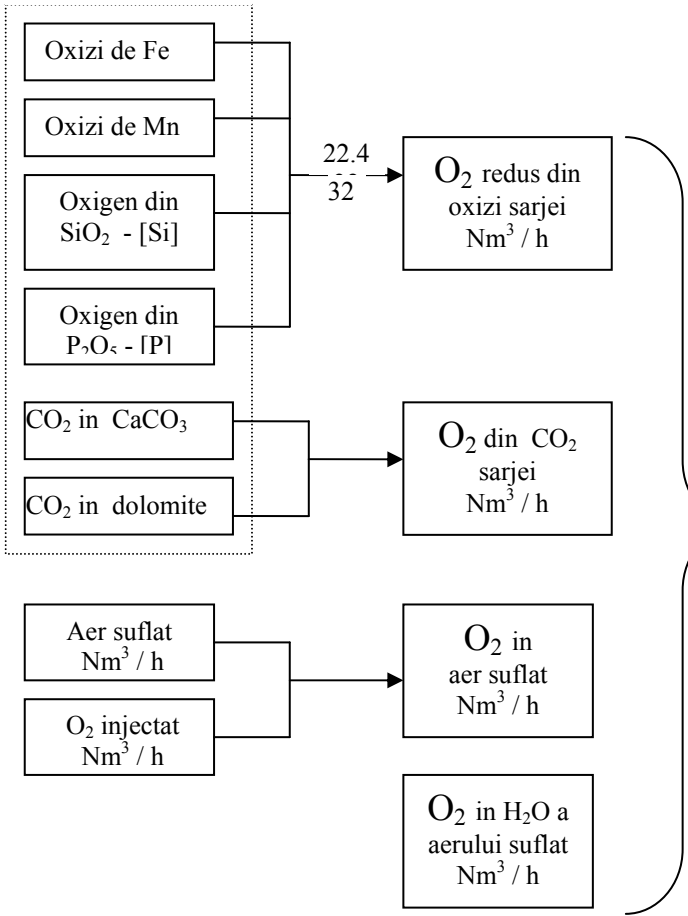 Oxizi de Fe
Oxizi de Mn
Oxigen din
SiO₂ - [Si]
Oxigen din
P₂O₅ - [P]
22.4
32
O₂ redus din
oxizi sarjei
Nm³ / h
CO₂ in CaCO₃
CO₂ in dolomite
O₂ din CO₂
sarjei
Nm³ / h
Aer suflat
Nm³ / h
O₂ injectat
Nm³ / h
O₂ in
aer suflat
Nm³ / h
O₂ in H₂O a
aerului suflat
Nm³ / h